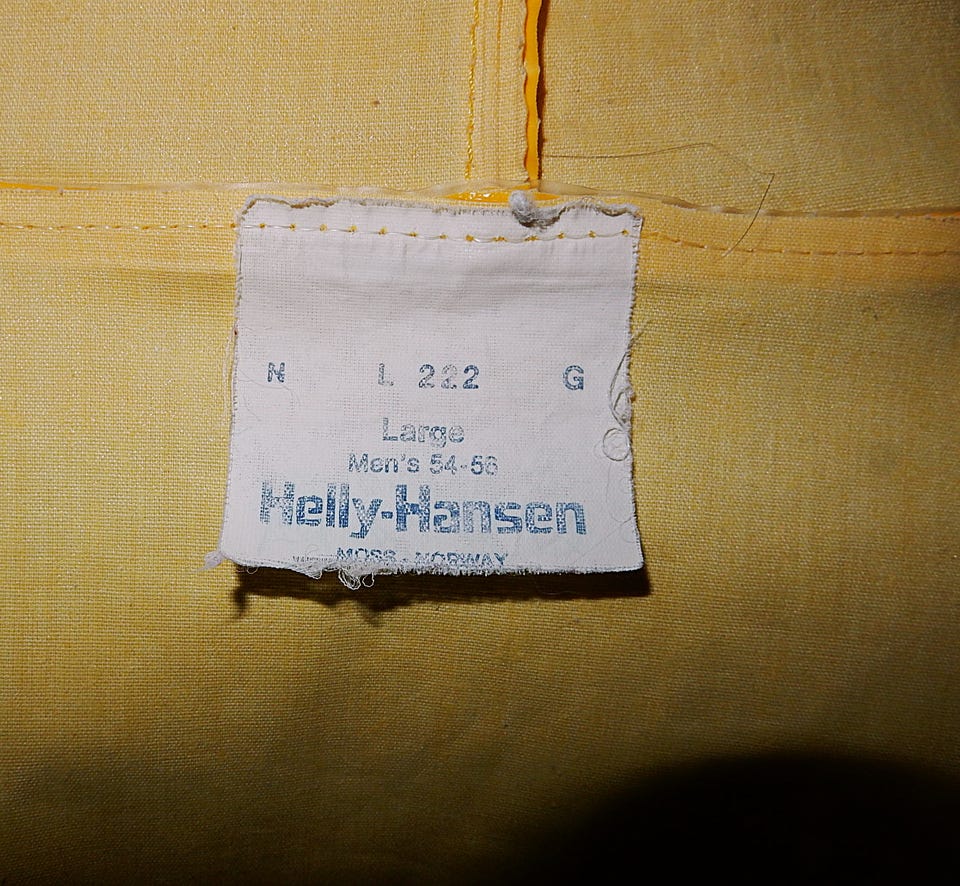 N L 222 G
Large
Men's 54-56
Helly-Hansen
MOSS - NORWAY